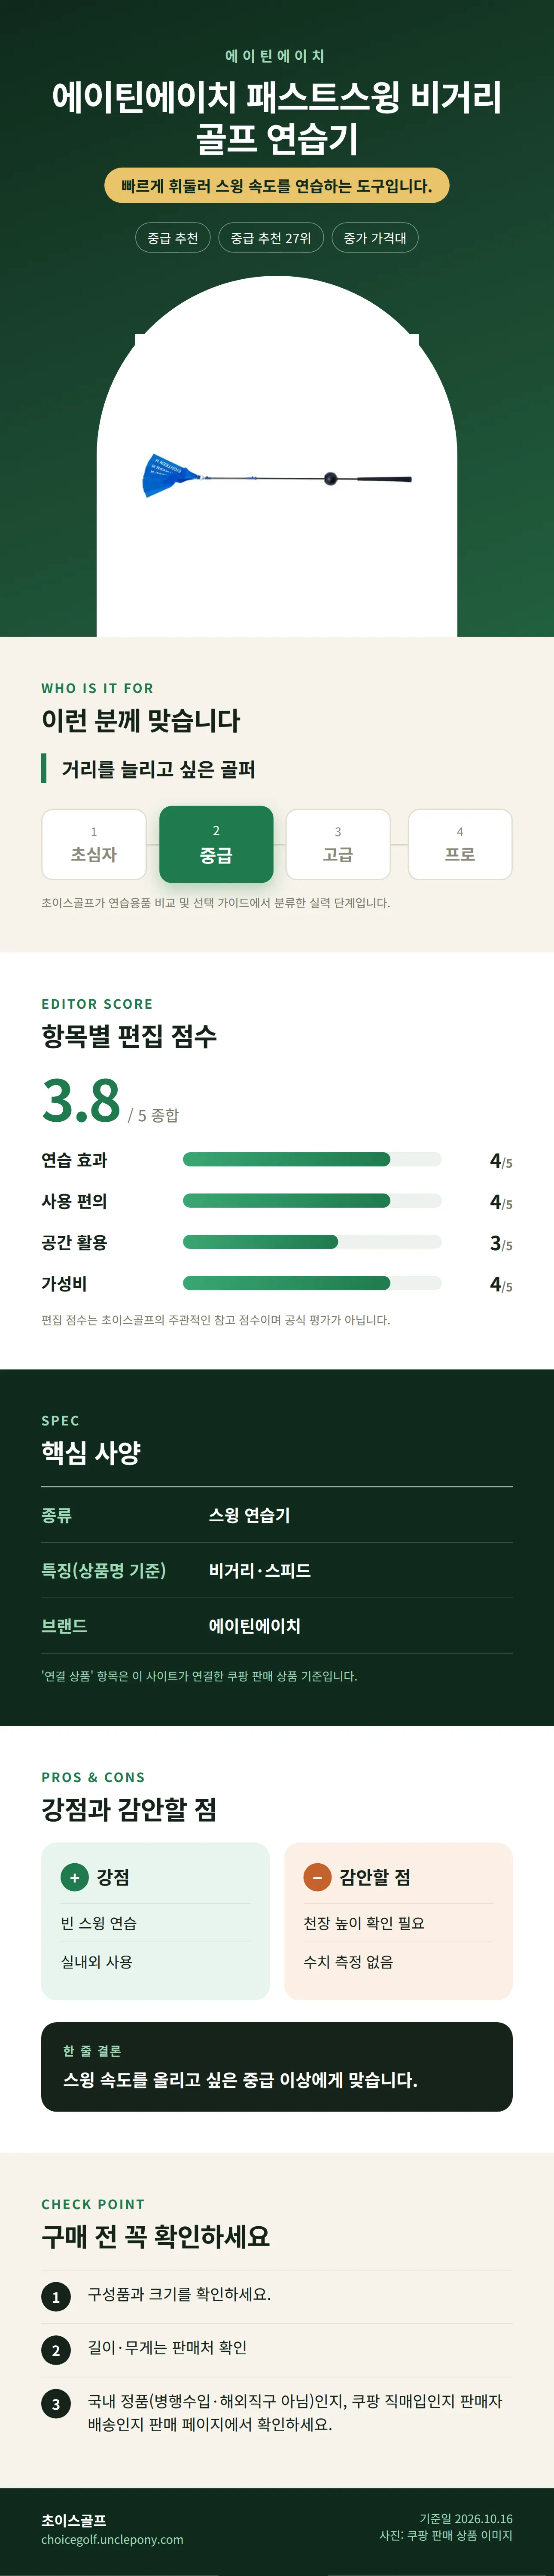 에이틴에이치
에이틴에이치 패스트스윙 비거리
골프 연습기
빠르게 휘둘러 스윙 속도를 연습하는 도구입니다.
중급 추천
중급 추천 27위
중가 가격대
WHO IS IT FOR
이런 분께 맞습니다
거리를 늘리고 싶은 골퍼
1
초심자
2
중급
3
고급
4
프로
초이스골프가 연습용품 비교 및 선택 가이드에서 분류한 실력 단계입니다.
EDITOR SCORE
항목별 편집 점수
3.8 / 5 종합
연습 효과 4/5
사용 편의 4/5
공간 활용 3/5
가성비 4/5
편집 점수는 초이스골프의 주관적인 참고 점수이며 공식 평가가 아닙니다.
SPEC
핵심 사양
종류 스윙 연습기
특징(상품명 기준) 비거리·스피드
브랜드 에이틴에이치
'연결 상품' 항목은 이 사이트가 연결한 쿠팡 판매 상품 기준입니다.
PROS & CONS
강점과 감안할 점
+ 강점
빈 스윙 연습
실내외 사용
− 감안할 점
천장 높이 확인 필요
수치 측정 없음
한 줄 결론
스윙 속도를 올리고 싶은 중급 이상에게 맞습니다.
CHECK POINT
구매 전 꼭 확인하세요
1 구성품과 크기를 확인하세요.
2 길이·무게는 판매처 확인
3 국내 정품(병행수입·해외직구 아님)인지, 쿠팡 직매입인지 판매자
배송인지 판매 페이지에서 확인하세요.
초이스골프
choicegolf.unclepony.com
기준일 2026.10.16
사진: 쿠팡 판매 상품 이미지